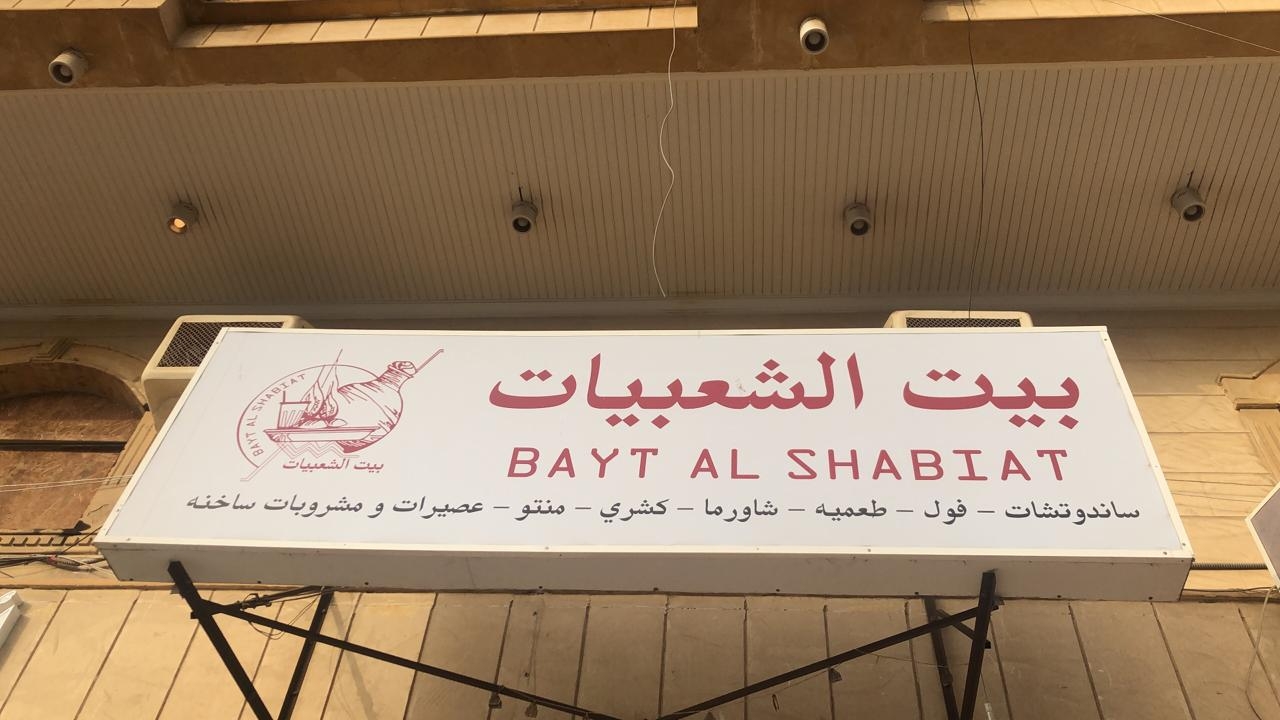 بيت الشعبيات
BAYT AL SHABIAT
ساندوتشات - فول - طعميه - شاورما - كشري - منتو - عصيرات و مشروبات ساخنه
BAYT AL SHABIAT
بيت الشعبيات